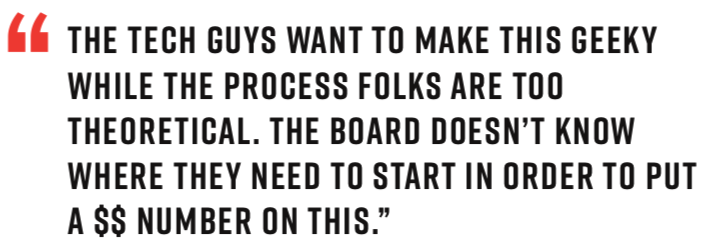 “ THE TECH GUYS WANT TO MAKE THIS GEEKY
WHILE THE PROCESS FOLKS ARE TOO
THEORETICAL. THE BOARD DOESN’T KNOW
WHERE THEY NEED TO START IN ORDER TO PUT
A $$ NUMBER ON THIS.”